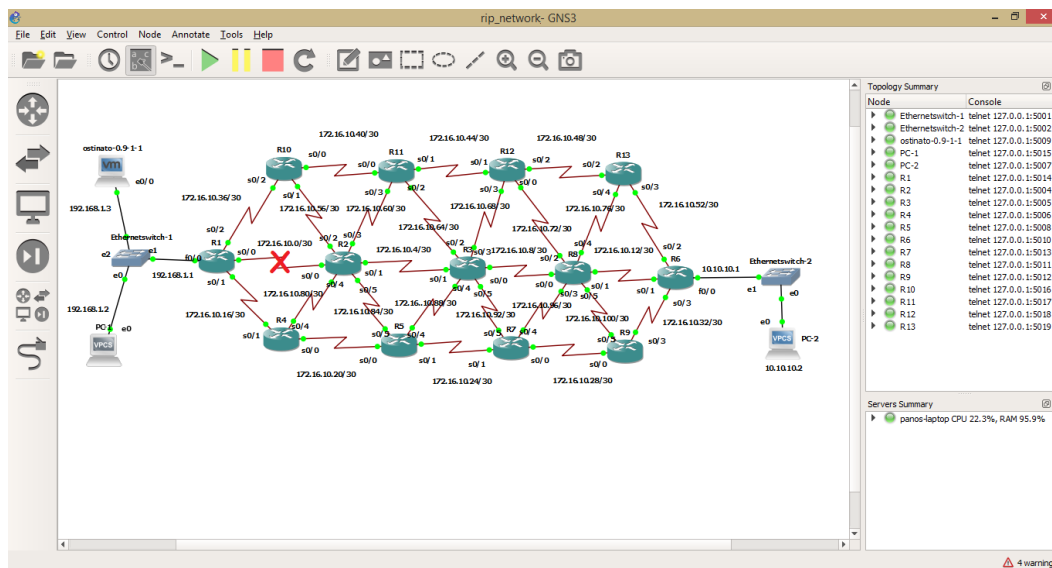 rip_network- GNS3
File Edit View Control Node Annotate Tools Help
Topology Summary
Node Console
Ethernetswitch-1 telnet 127.0.0.1:5001
Ethernetswitch-2 telnet 127.0.0.1:5002
ostinato-0.9-1-1 telnet 127.0.0.1:5009
PC-1 telnet 127.0.0.1:5015
PC-2 telnet 127.0.0.1:5007
R1 telnet 127.0.0.1:5014
R2 telnet 127.0.0.1:5004
R3 telnet 127.0.0.1:5005
R4 telnet 127.0.0.1:5006
R5 telnet 127.0.0.1:5008
R6 telnet 127.0.0.1:5010
R7 telnet 127.0.0.1:5013
R8 telnet 127.0.0.1:5011
R9 telnet 127.0.0.1:5012
R10 telnet 127.0.0.1:5016
R11 telnet 127.0.0.1:5017
R12 telnet 127.0.0.1:5018
R13 telnet 127.0.0.1:5019
Servers Summary
panos-laptop CPU 22.3%, RAM 95.9%
172.16.10.40/30
172.16.10.44/30
172.16.10.48/30
ostinato-0.9-1-1
vm
e0/0
R10
s0/0
s0/0
R11
s0/1
s0/1
R12
s0/2
s0/2
R13
s0/2
s0/1
s0/3
s0/2
s0/3
s0/0
s0/4
s0/3
192.168.1.3
172.16.10.36/30
172.16.10.56/30
172.16.10.60/30
172.16.10.68/30
172.16.10.76/30
172.16.10.52/30
172.16.10.64/30
172.16.10.72/30
Ethernetswitch-1
e2
e1
e0
f0/0
R1
s0/2
s0/0
s0/1
172.16.10.0/30
s0/2
s0/3
R2
s0/0
s0/1
s0/4
s0/5
172.16.10.4/30
s0/2
R3
s0/3
s0/0
s0/1
s0/4
s0/5
172.16.10.8/30
s0/4
s0/2
R8
s0/0
s0/3
s0/5
172.16.10.12/30
s0/2
R6
s0/1
s0/3
f0/0
10.10.10.1
Ethernetswitch-2
e1
e0
192.168.1.1
192.168.1.2
PC-1
e0
VPCS
172.16.10.16/30
172.16.10.80/30
172.16.10.84/30
172.16.10.88/30
172.16.10.92/30
172.16.10.96/30
172.16.10.100/30
172.16.10.32/30
R4
s0/1
s0/4
s0/0
R5
s0/5
s0/4
s0/0
s0/1
R7
s0/5
s0/4
s0/1
s0/0
R9
s0/5
s0/3
s0/0
172.16.10.20/30
172.16.10.24/30
172.16.10.28/30
e0
VPCS
PC-2
10.10.10.2